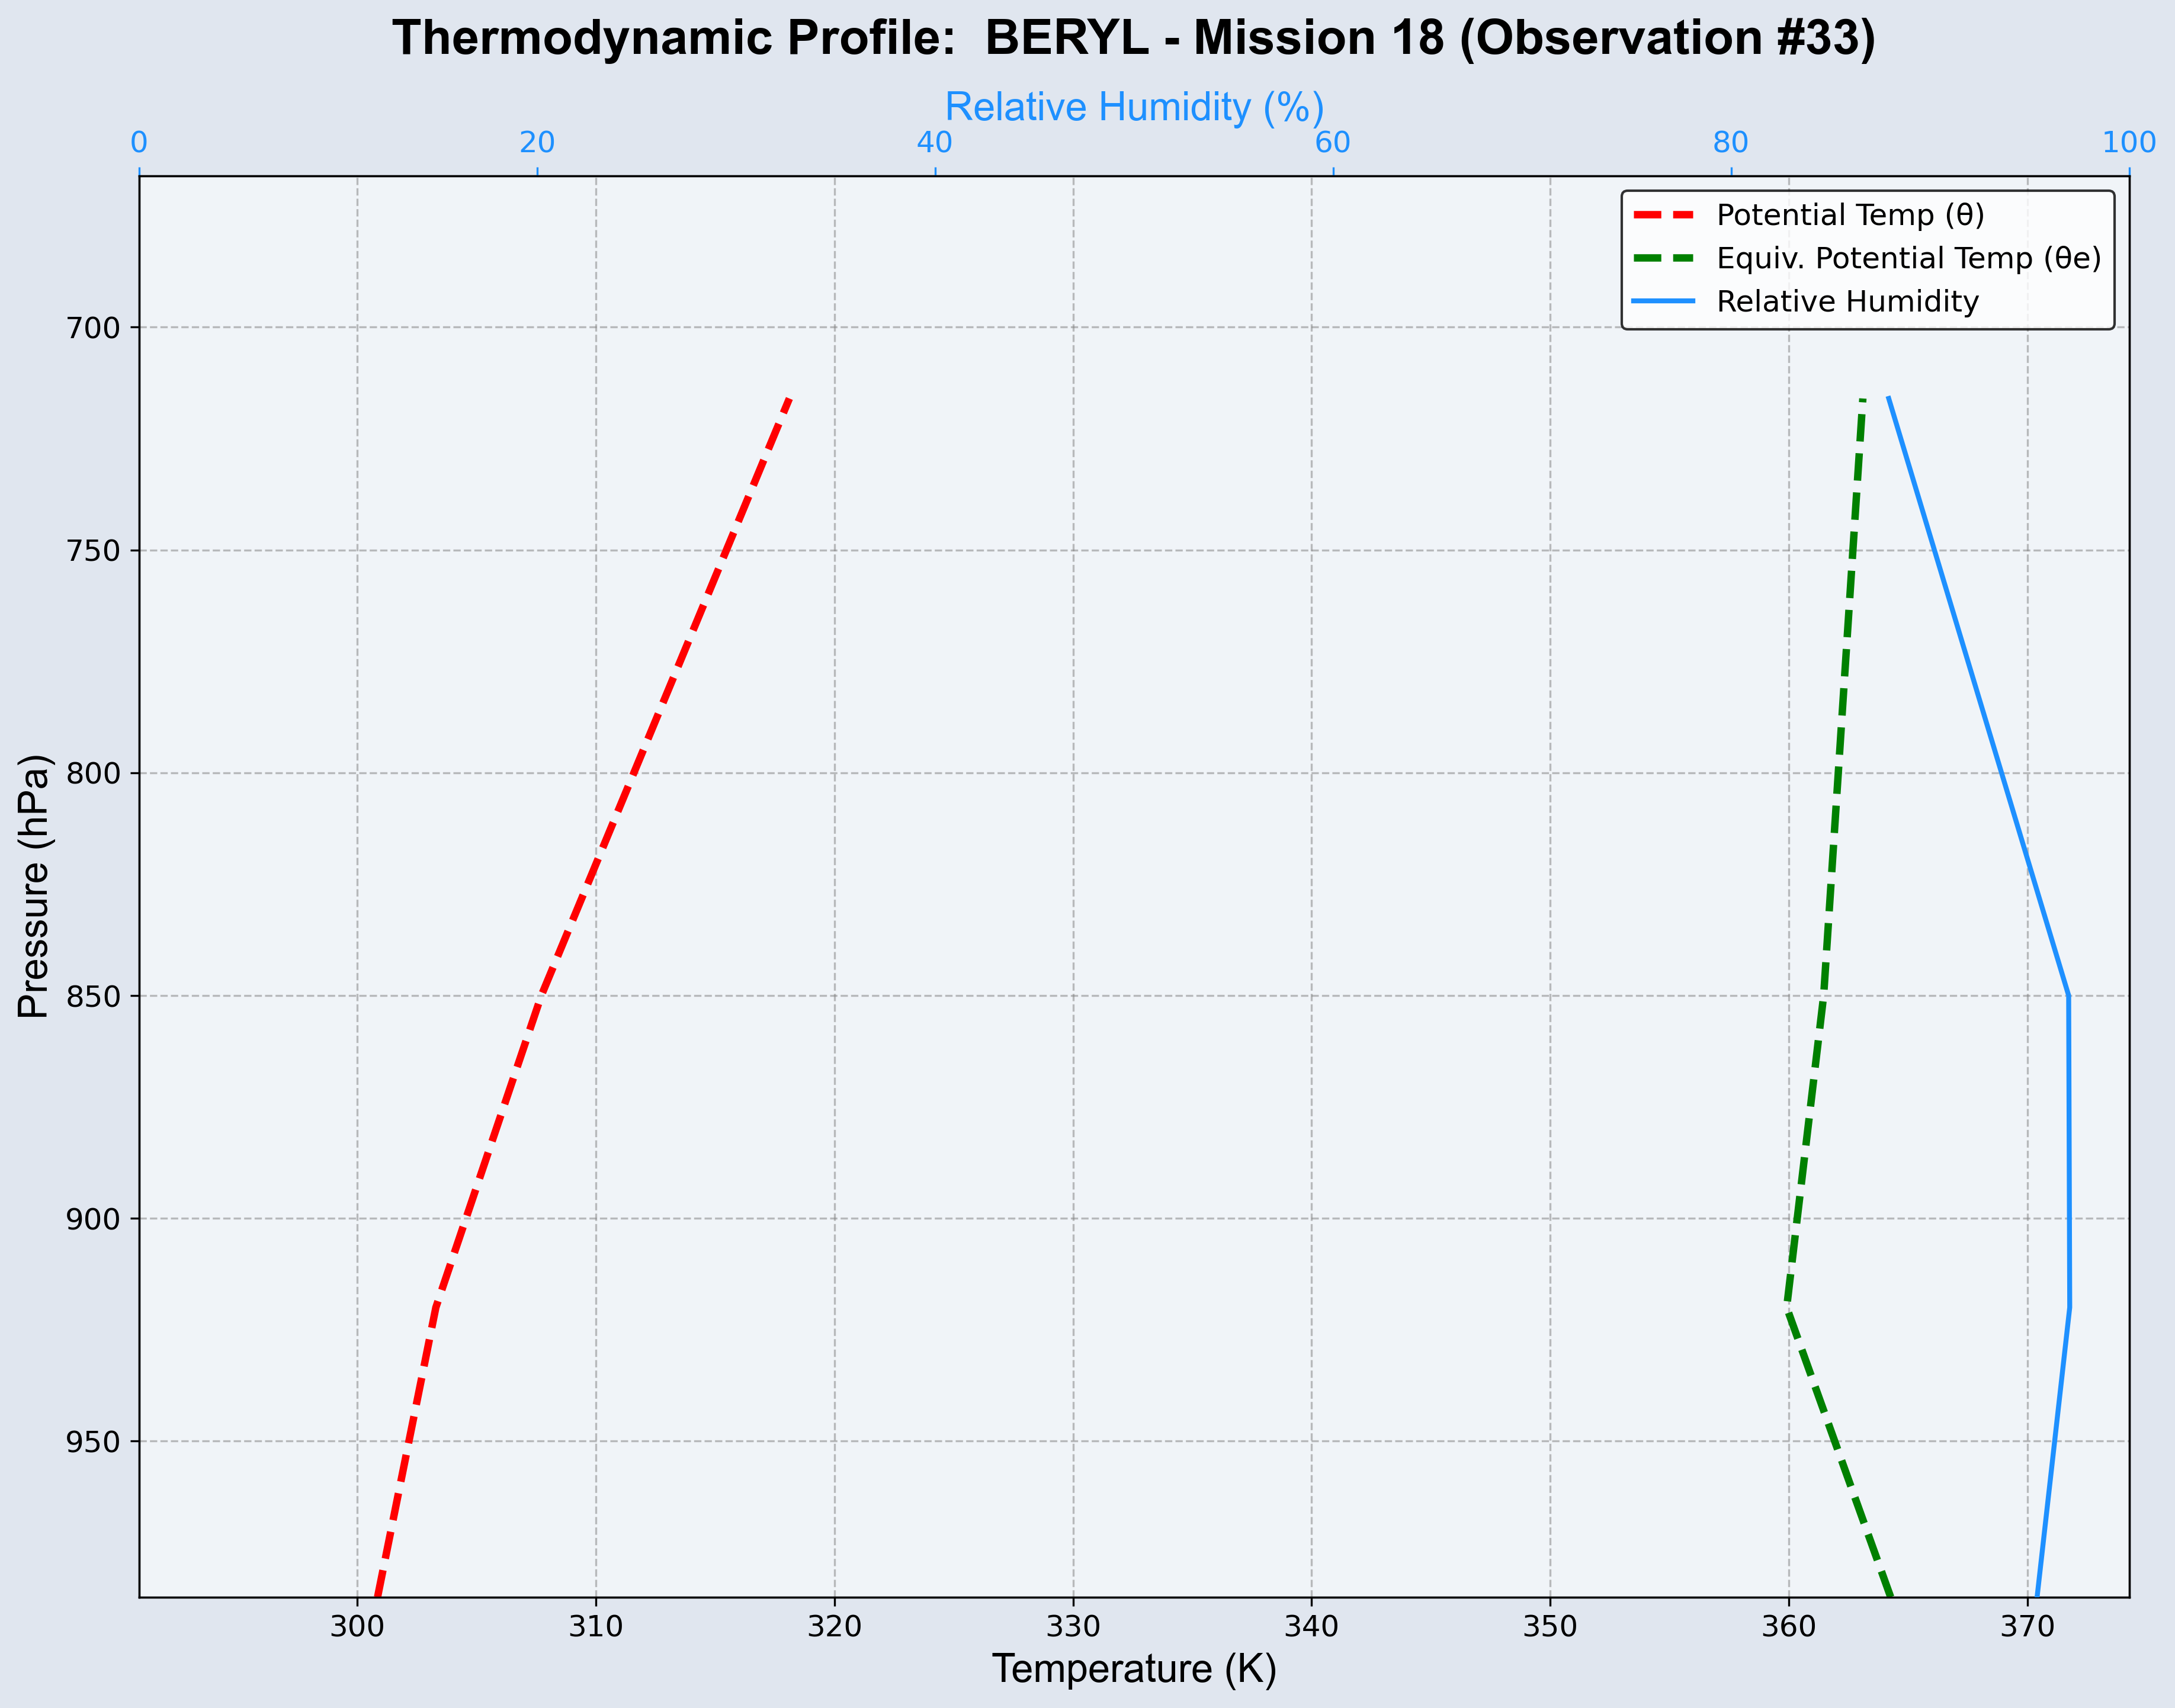 Thermodynamic Profile:  BERYL - Mission 18 (Observation #33)
Relative Humidity (%)
0 20 40 60 80 100
Potential Temp (θ)
Equiv. Potential Temp (θe)
Relative Humidity
700
750
800
850
900
950
Pressure (hPa)
300 310 320 330 340 350 360 370
Temperature (K)